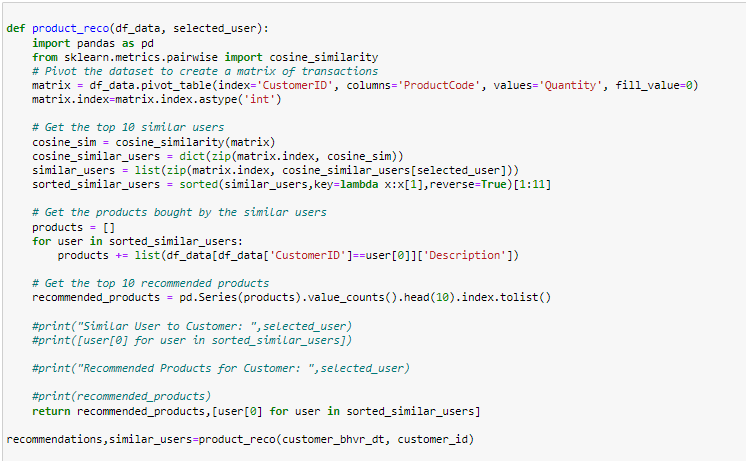 def product_reco(df_data, selected_user):
    import pandas as pd
    from sklearn.metrics.pairwise import cosine_similarity
    # Pivot the dataset to create a matrix of transactions
    matrix = df_data.pivot_table(index='CustomerID', columns='ProductCode', values='Quantity', fill_value=0)
    matrix.index=matrix.index.astype('int')

    # Get the top 10 similar users
    cosine_sim = cosine_similarity(matrix)
    cosine_similar_users = dict(zip(matrix.index, cosine_sim))
    similar_users = list(zip(matrix.index, cosine_similar_users[selected_user]))
    sorted_similar_users = sorted(similar_users,key=lambda x:x[1],reverse=True)[1:11]

    # Get the products bought by the similar users
    products = []
    for user in sorted_similar_users:
        products += list(df_data[df_data['CustomerID']==user[0]]['Description'])

    # Get the top 10 recommended products
    recommended_products = pd.Series(products).value_counts().head(10).index.tolist()

    #print("Similar User to Customer: ",selected_user)
    #print([user[0] for user in sorted_similar_users])

    #print("Recommended Products for Customer: ",selected_user)

    #print(recommended_products)
    return recommended_products,[user[0] for user in sorted_similar_users]

recommendations,similar_users=product_reco(customer_bhvr_dt, customer_id)